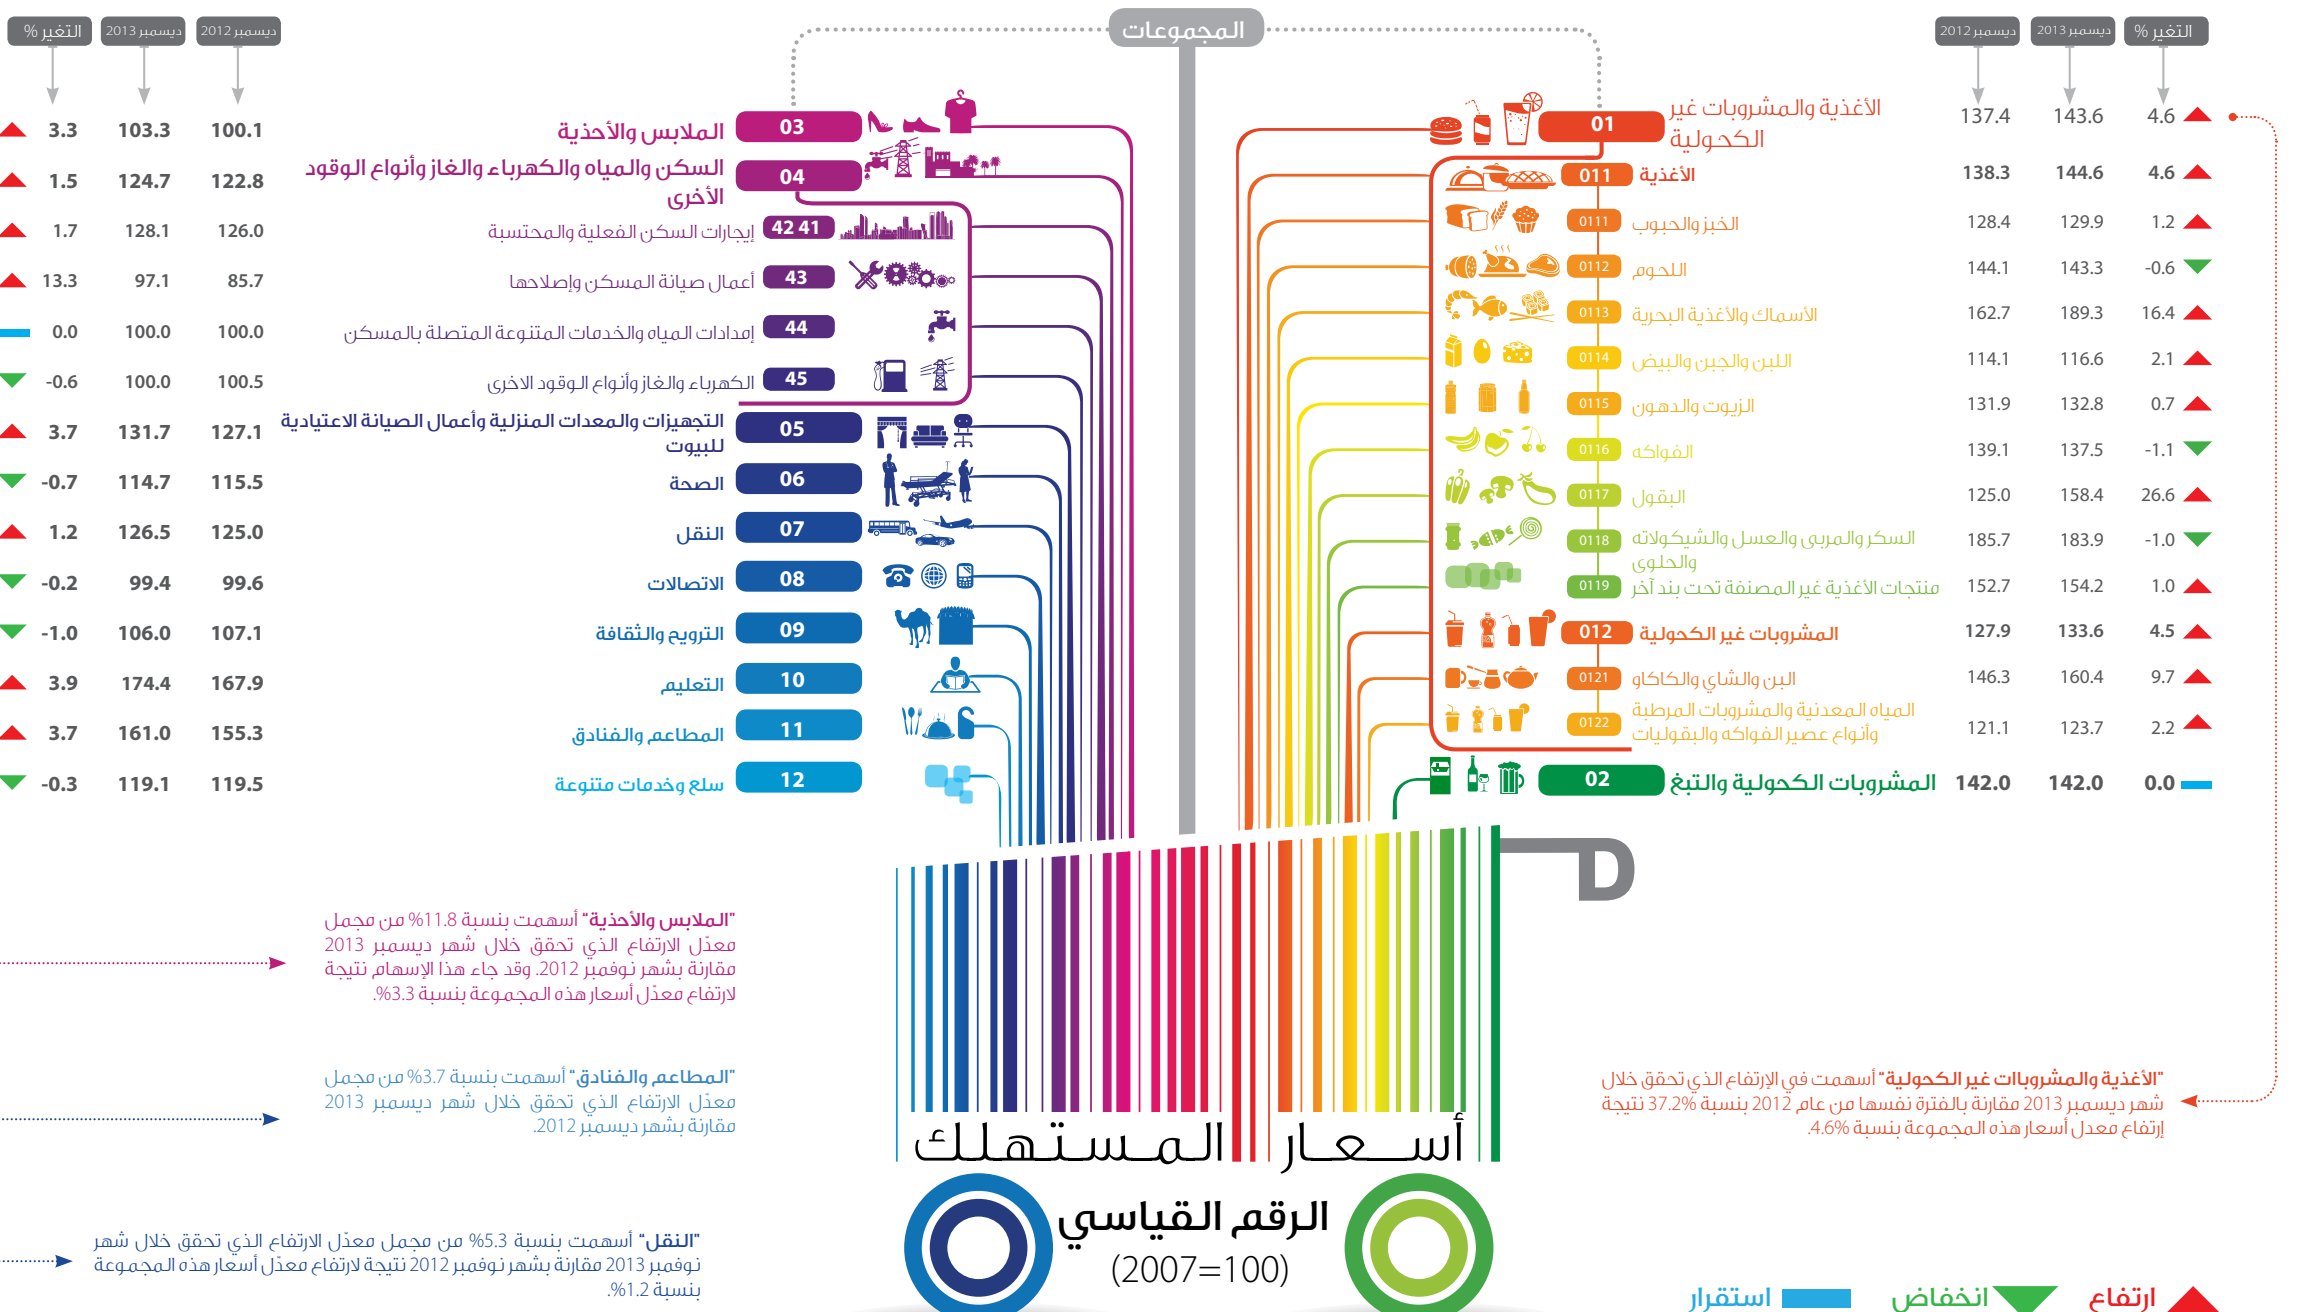 المجموعات
ديسمبر 2012 ديسمبر 2013 التغير %
01 الأغذية والمشروبات غير الكحولية 137.4 143.6 4.6
011 الأغذية 138.3 144.6 4.6
0111 الخبز والحبوب 128.4 129.9 1.2
0112 اللحوم 144.1 143.3 -0.6
0113 الأسماك والأغذية البحرية 162.7 189.3 16.4
0114 اللبن والجبن والبيض 114.1 116.6 2.1
0115 الزيوت والدهون 131.9 132.8 0.7
0116 الفواكه 139.1 137.5 -1.1
0117 البقول 125.0 158.4 26.6
0118 السكر والمربى والعسل والشيكولاته والحلوى 185.7 183.9 -1.0
0119 منتجات الأغذية غير المصنفة تحت بند آخر 152.7 154.2 1.0
012 المشروبات غير الكحولية 127.9 133.6 4.5
0121 البن والشاي والكاكاو 146.3 160.4 9.7
0122 المياه المعدنية والمشروبات المرطبة وأنواع عصير الفواكه والبقوليات 121.1 123.7 2.2
02 المشروبات الكحولية والتبغ 142.0 142.0 0.0
ديسمبر 2012 ديسمبر 2013 التغير %
03 الملابس والأحذية 100.1 103.3 3.3
04 السكن والمياه والكهرباء والغاز وأنواع الوقود الأخرى 122.8 124.7 1.5
42 41 إيجارات السكن الفعلية والمحتسبة 126.0 128.1 1.7
43 أعمال صيانة المسكن وإصلاحها 85.7 97.1 13.3
44 إمدادات المياه والخدمات المتنوعة المتصلة بالمسكن 100.0 100.0 0.0
45 الكهرباء والغاز وأنواع الوقود الاخرى 100.5 100.0 -0.6
05 التجهيزات والمعدات المنزلية وأعمال الصيانة الاعتيادية للبيوت 127.1 131.7 3.7
06 الصحة 115.5 114.7 -0.7
07 النقل 125.0 126.5 1.2
08 الاتصالات 99.6 99.4 -0.2
09 الترويح والثقافة 107.1 106.0 -1.0
10 التعليم 167.9 174.4 3.9
11 المطاعم والفنادق 155.3 161.0 3.7
12 سلع وخدمات متنوعة 119.5 119.1 -0.3
"الأغذية والمشروباات غير الكحولية" أسهمت في الإرتفاع الذي تحقق خلال
شهر ديسمبر 2013 مقارنة بالفترة نفسها من عام 2012 بنسبة 37.2% نتيجة
إرتفاع معدل أسعار هذه المجموعة بنسبة 4.6%.
"الملابس والأحذية" أسهمت بنسبة 11.8% من مجمل
معدّل الارتفاع الذي تحقق خلال شهر ديسمبر 2013
مقارنة بشهر نوفمبر 2012. وقد جاء هذا الإسهام نتيجة
لارتفاع معدّل أسعار هذه المجموعة بنسبة 3.3%.
"المطاعم والفنادق" أسهمت بنسبة 3.7% من مجمل
معدّل الارتفاع الذي تحقق خلال شهر ديسمبر 2013
مقارنة بشهر ديسمبر 2012.
"النقل" أسهمت بنسبة 5.3% من مجمل معدّل الارتفاع الذي تحقق خلال شهر
نوفمبر 2013 مقارنة بشهر نوفمبر 2012 نتيجة لارتفاع معدّل أسعار هذه المجموعة
بنسبة 1.2%.
أسعار المستهلك
الرقم القياسي
(2007=100)
ارتفاع انخفاض استقرار